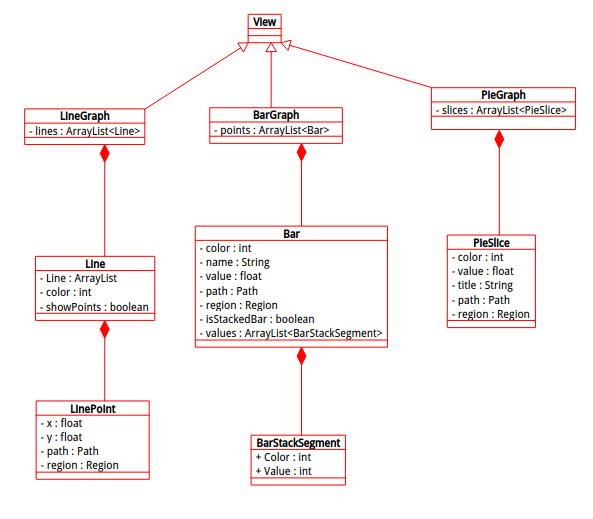 View
LineGraph
- lines : ArrayList<Line>
BarGraph
- points : ArrayList<Bar>
PieGraph
- slices : ArrayList<PieSlice>
Line
- Line : ArrayList
- color : int
- showPoints : boolean
Bar
- color : int
- name : String
- value : float
- path : Path
- region : Region
- isStackedBar : boolean
- values : ArrayList<BarStackSegment>
PieSlice
- color : int
- value : float
- title : String
- path : Path
- region : Region
LinePoint
- x : float
- y : float
- path : Path
- region : Region
BarStackSegment
+ Color : int
+ Value : int